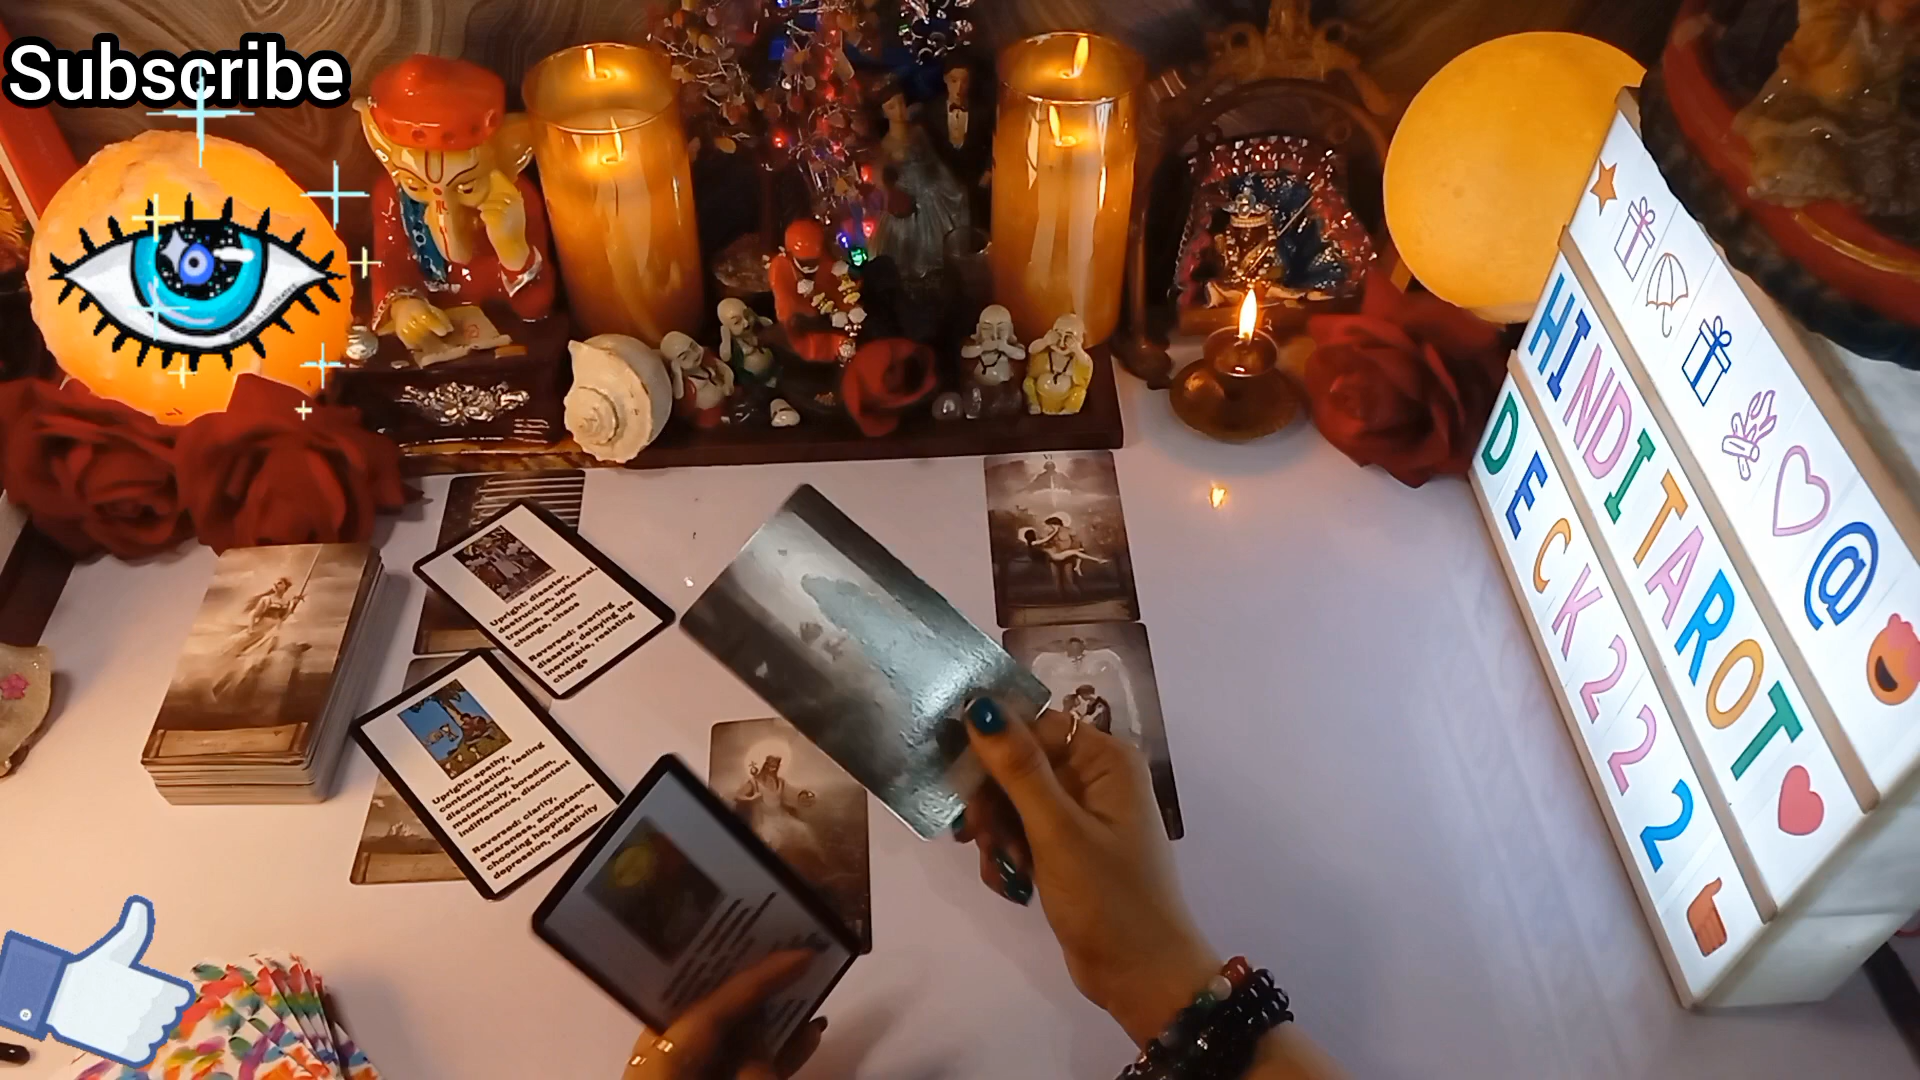 Subscribe
VI
Upright: disaster,
destruction, upheaval,
trauma, sudden
change, chaos
Reversed: averting
disaster, delaying the
inevitable, resisting
change
Upright: apathy,
contemplation, feeling
disconnected,
melancholy, boredom,
indifference, discontent
Reversed: clarity,
awareness, acceptance,
choosing happiness,
depression, negativity
@
HINDITAROT
DECK222